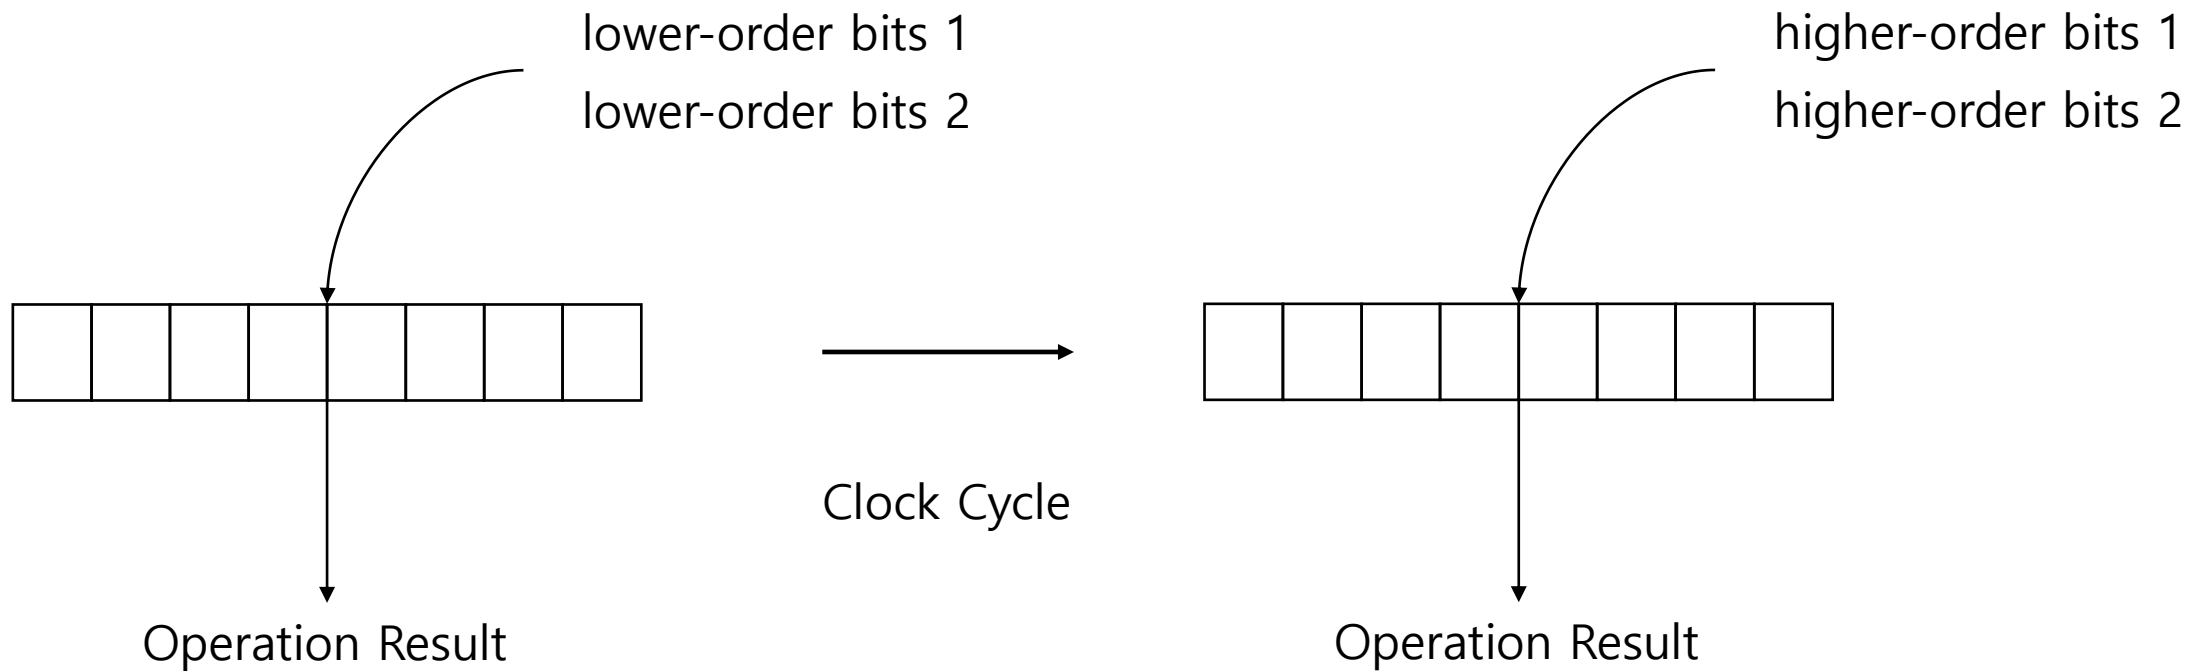 lower-order bits 1
lower-order bits 2
higher-order bits 1
higher-order bits 2
Clock Cycle
Operation Result
Operation Result